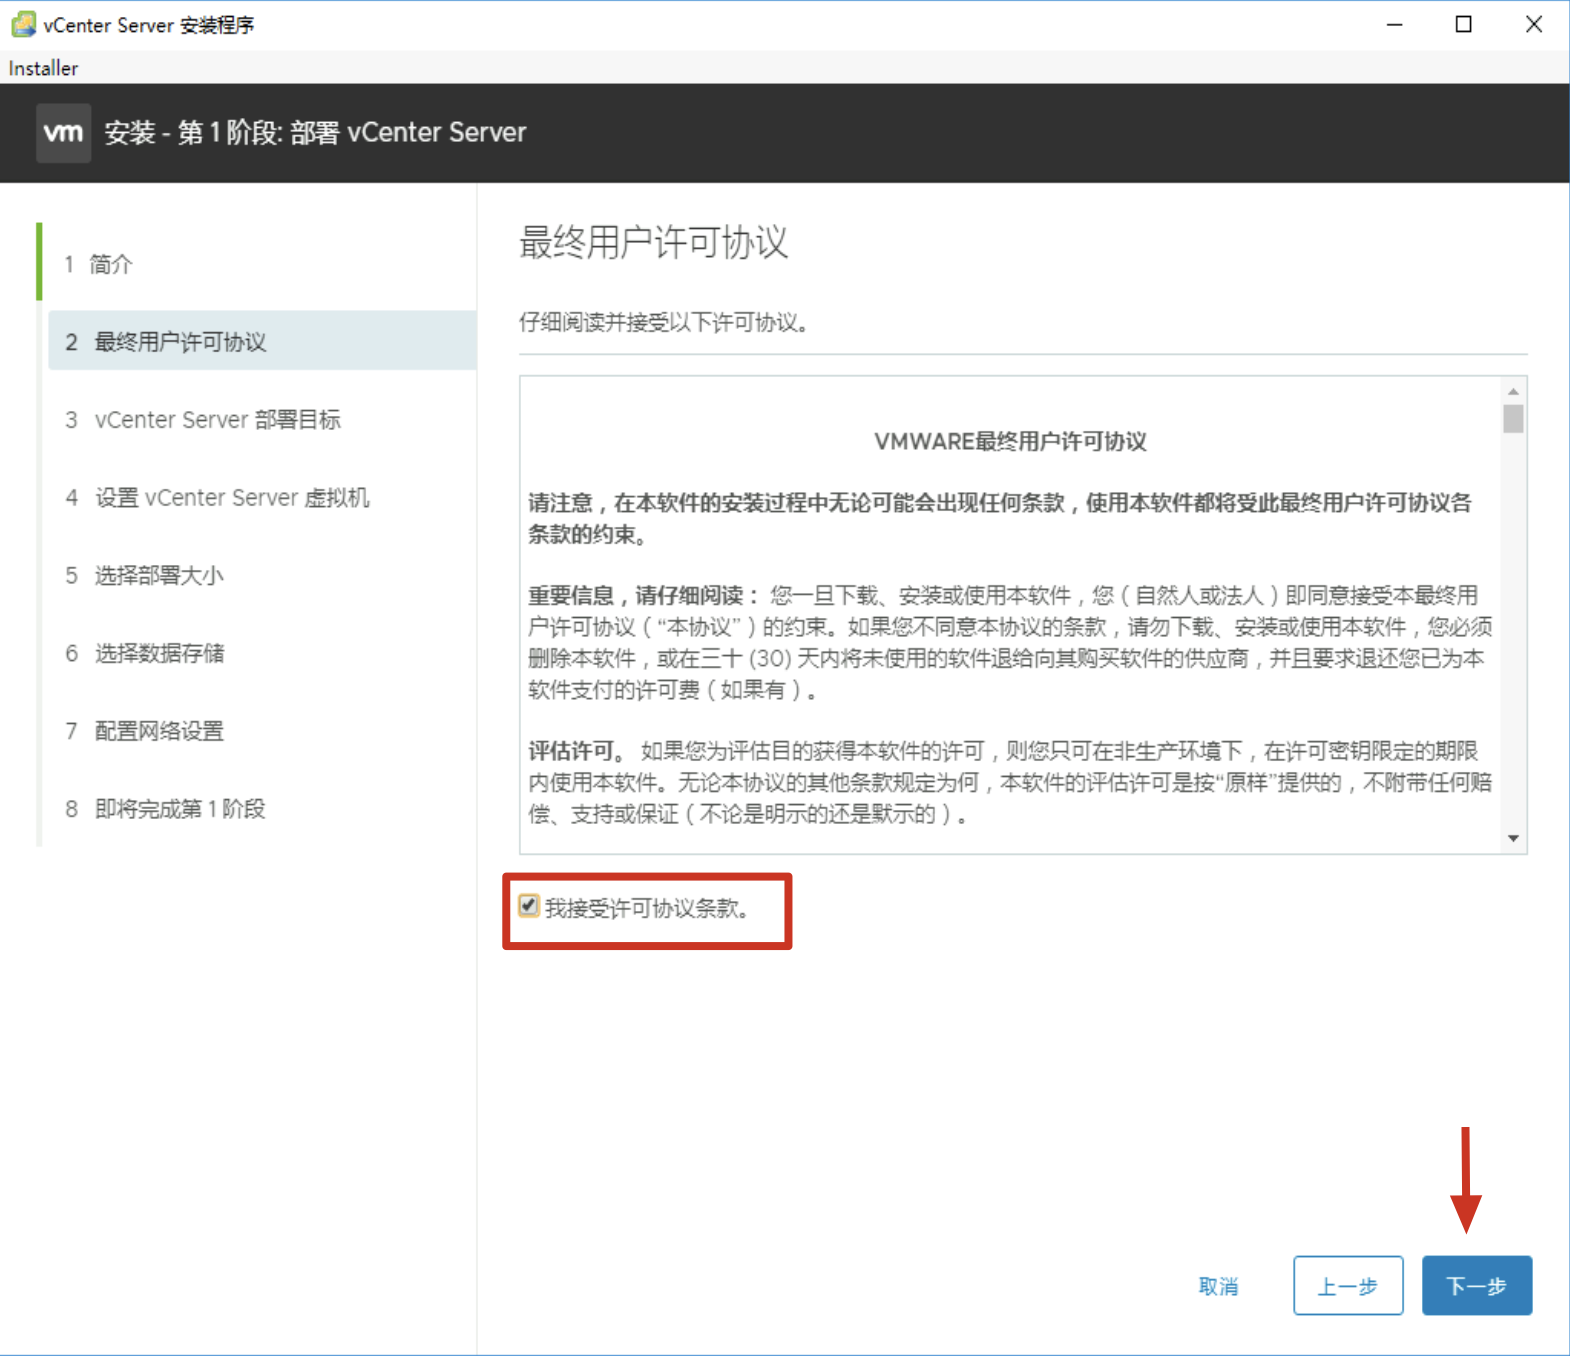 vCenter Server 安装程序
Installer
vm 安装 - 第 1 阶段: 部署 vCenter Server
1 简介
2 最终用户许可协议
3 vCenter Server 部署目标
4 设置 vCenter Server 虚拟机
5 选择部署大小
6 选择数据存储
7 配置网络设置
8 即将完成第 1 阶段
最终用户许可协议
仔细阅读并接受以下许可协议。
VMWARE最终用户许可协议
请注意，在本软件的安装过程中无论可能会出现任何条款，使用本软件都将受此最终用户许可协议各
条款的约束。
重要信息，请仔细阅读： 您一旦下载、安装或使用本软件，您（自然人或法人）即同意接受本最终用
户许可协议（“本协议”）的约束。如果您不同意本协议的条款，请勿下载、安装或使用本软件，您必须
删除本软件，或在三十 (30) 天内将未使用的软件退给向其购买软件的供应商，并且要求退还您已为本
软件支付的许可费（如果有）。
评估许可。 如果您为评估目的获得本软件的许可，则您只可在非生产环境下，在许可密钥限定的期限
内使用本软件。无论本协议的其他条款规定为何，本软件的评估许可是按“原样”提供的，不附带任何赔
偿、支持或保证（不论是明示的还是默示的）。
我接受许可协议条款。
取消
上一步
下一步